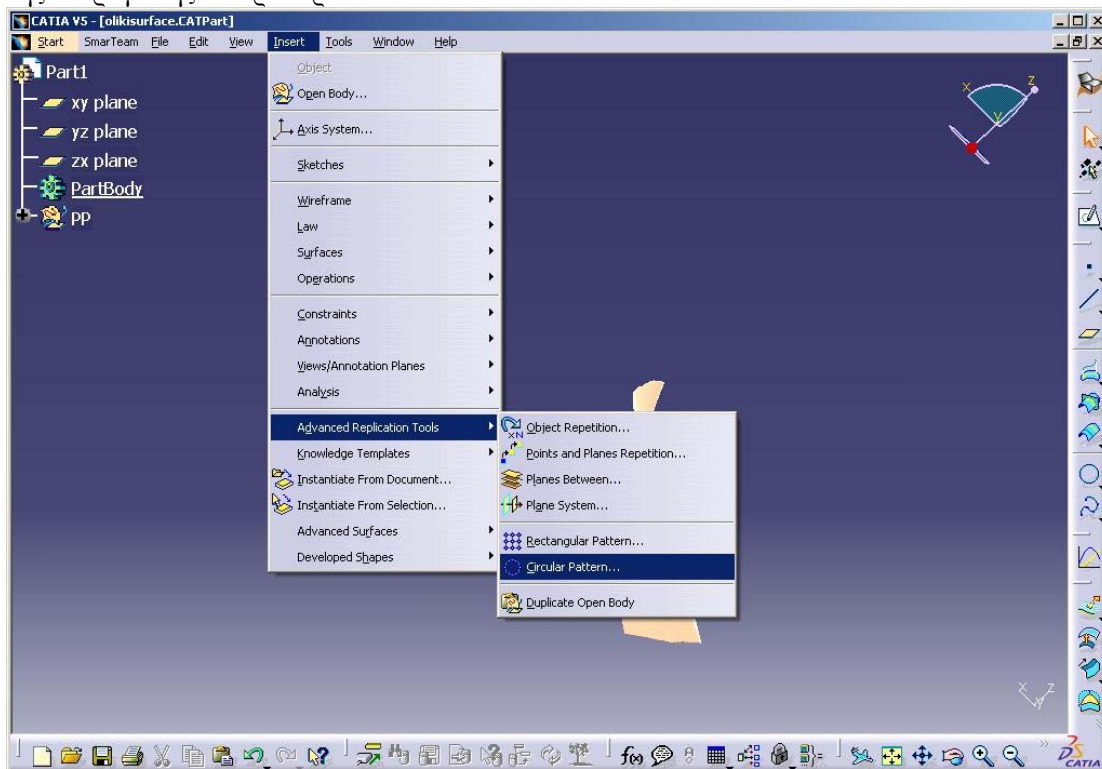 CATIA V5 - [olikisurface.CATPart]
Start SmarTeam File Edit View Insert Tools Window Help
Part1
xy plane
yz plane
zx plane
PartBody
pp
Object
Open Body...
Axis System...
Sketches
Wireframe
Law
Surfaces
Operations
Constraints
Annotations
Views/Annotation Planes
Analysis
Advanced Replication Tools
Knowledge Templates
Instantiate From Document...
Instantiate From Selection...
Advanced Surfaces
Developed Shapes
Object Repetition...
Points and Planes Repetition...
Planes Between...
Plane System...
Rectangular Pattern...
Circular Pattern...
Duplicate Open Body
x z
y
x z
y
f(x)
CATIA